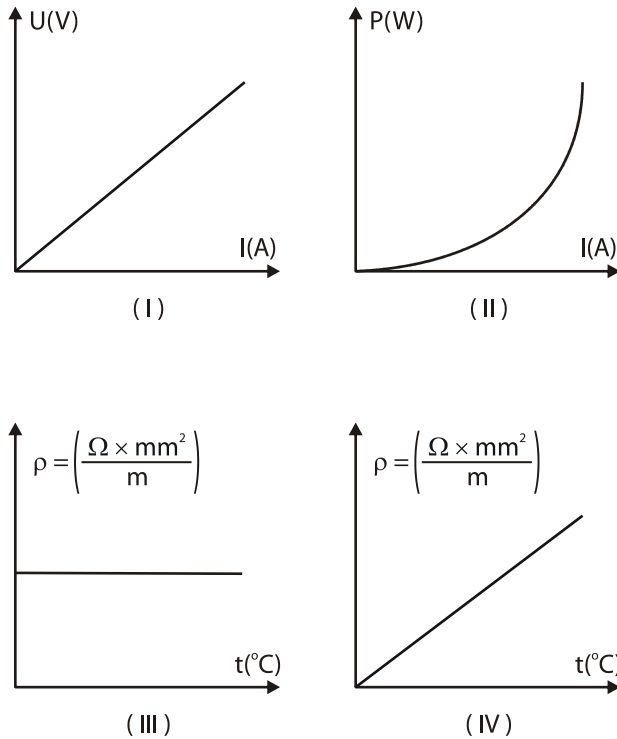 U(V)
I(A)
( I )
P(W)
I(A)
( II )
ρ = (Ω × mm² / m)
t(°C)
( III )
ρ = (Ω × mm² / m)
t(°C)
( IV )